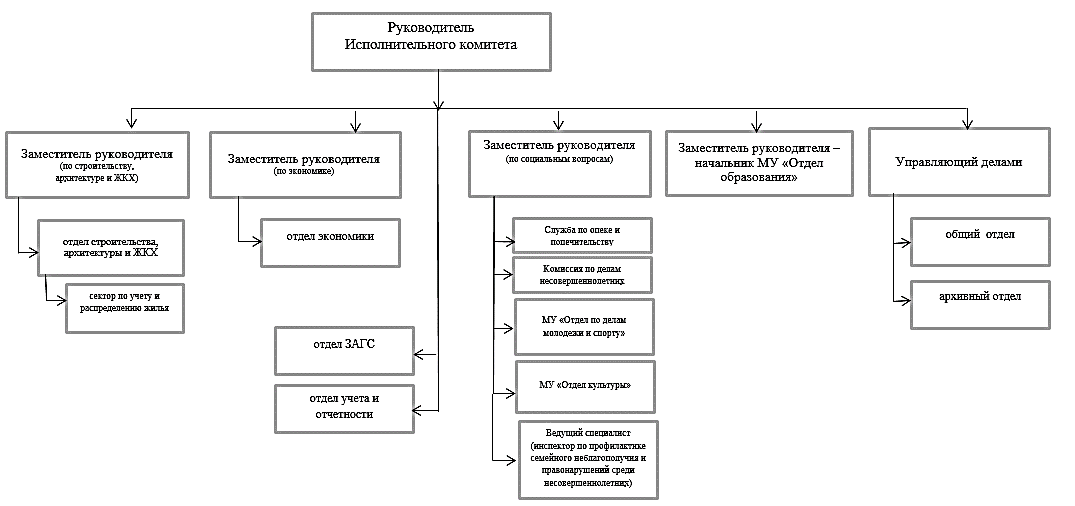 Руководитель
Исполнительного комитета
Заместитель руководителя
(по строительству,
архитектуре и ЖКХ)
Заместитель руководителя
(по экономике)
Заместитель руководителя
(по социальным вопросам)
Заместитель руководителя –
начальник МУ «Отдел
образования»
Управляющий делами
отдел строительства,
архитектуры и ЖКХ
сектор по учету и
распределению жилья
отдел экономики
отдел ЗАГС
отдел учета и
отчетности
Служба по опеке и
попечительству
Комиссия по делам
несовершеннолетних
МУ «Отдел по делам
молодежи и спорту»
МУ «Отдел культуры»
Ведущий специалист
(инспектор по профилактике
семейного неблагополучия и
правонарушений среди
несовершеннолетних)
общий отдел
архивный отдел